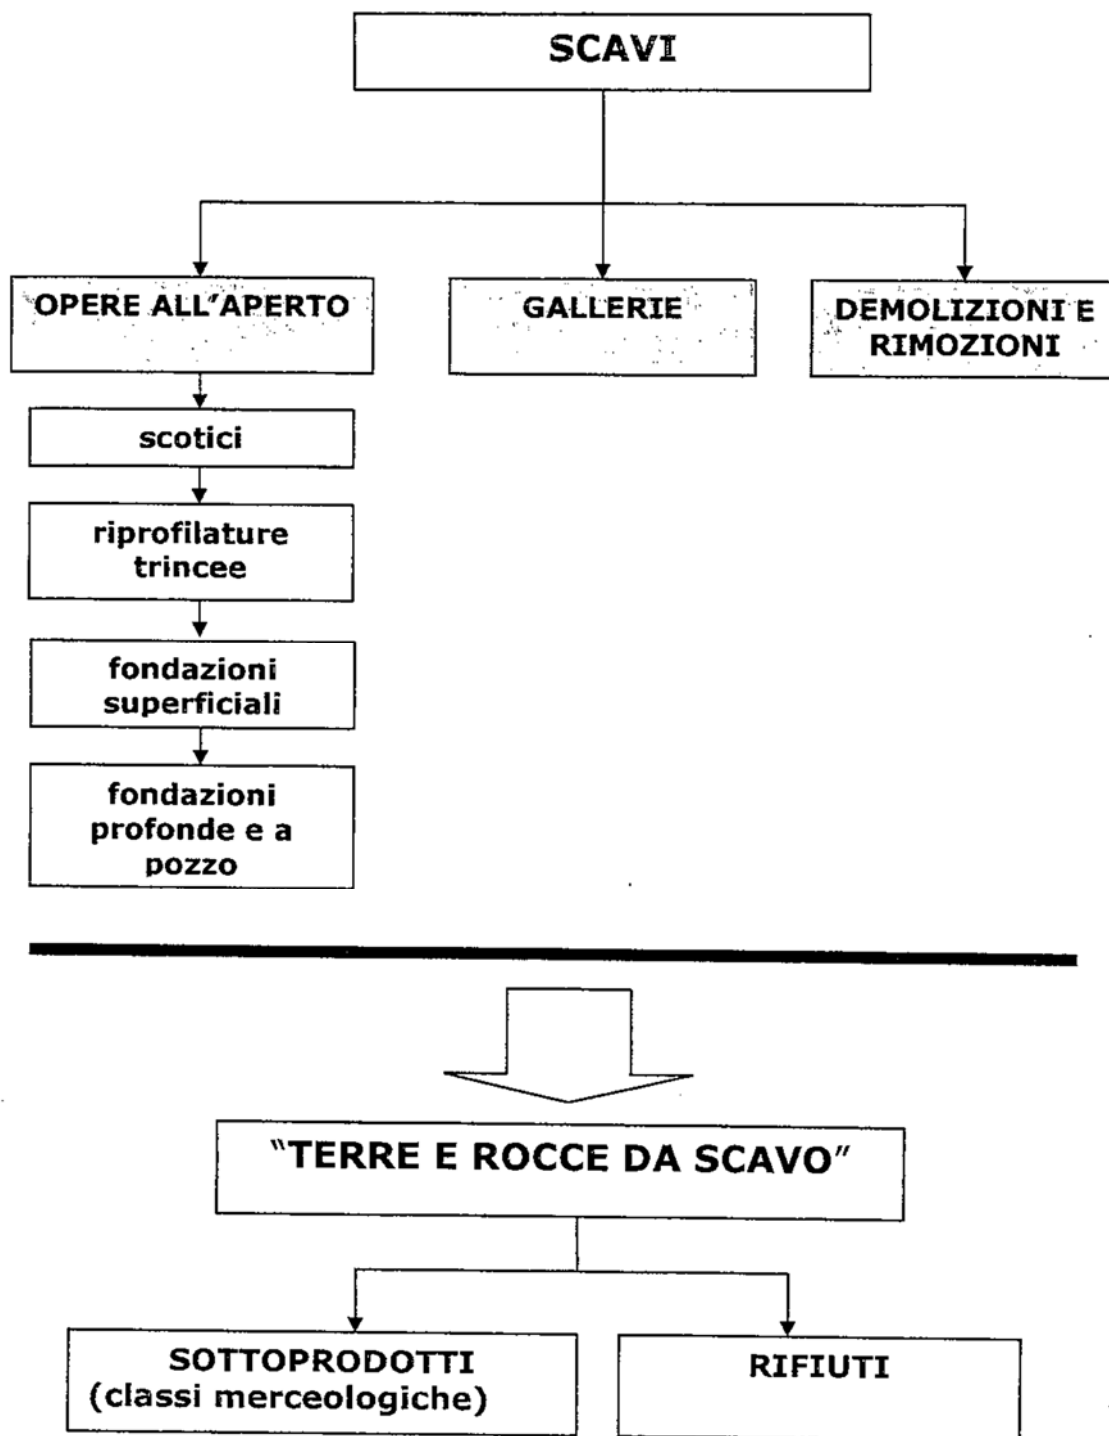 SCAVI
OPERE ALL'APERTO
GALLERIE
DEMOLIZIONI E
RIMOZIONI
scotici
riprofilature
trincee
fondazioni
superficiali
fondazioni
profonde e a
pozzo
"TERRE E ROCCE DA SCAVO"
SOTTOPRODOTTI
(classi merceologiche)
RIFIUTI